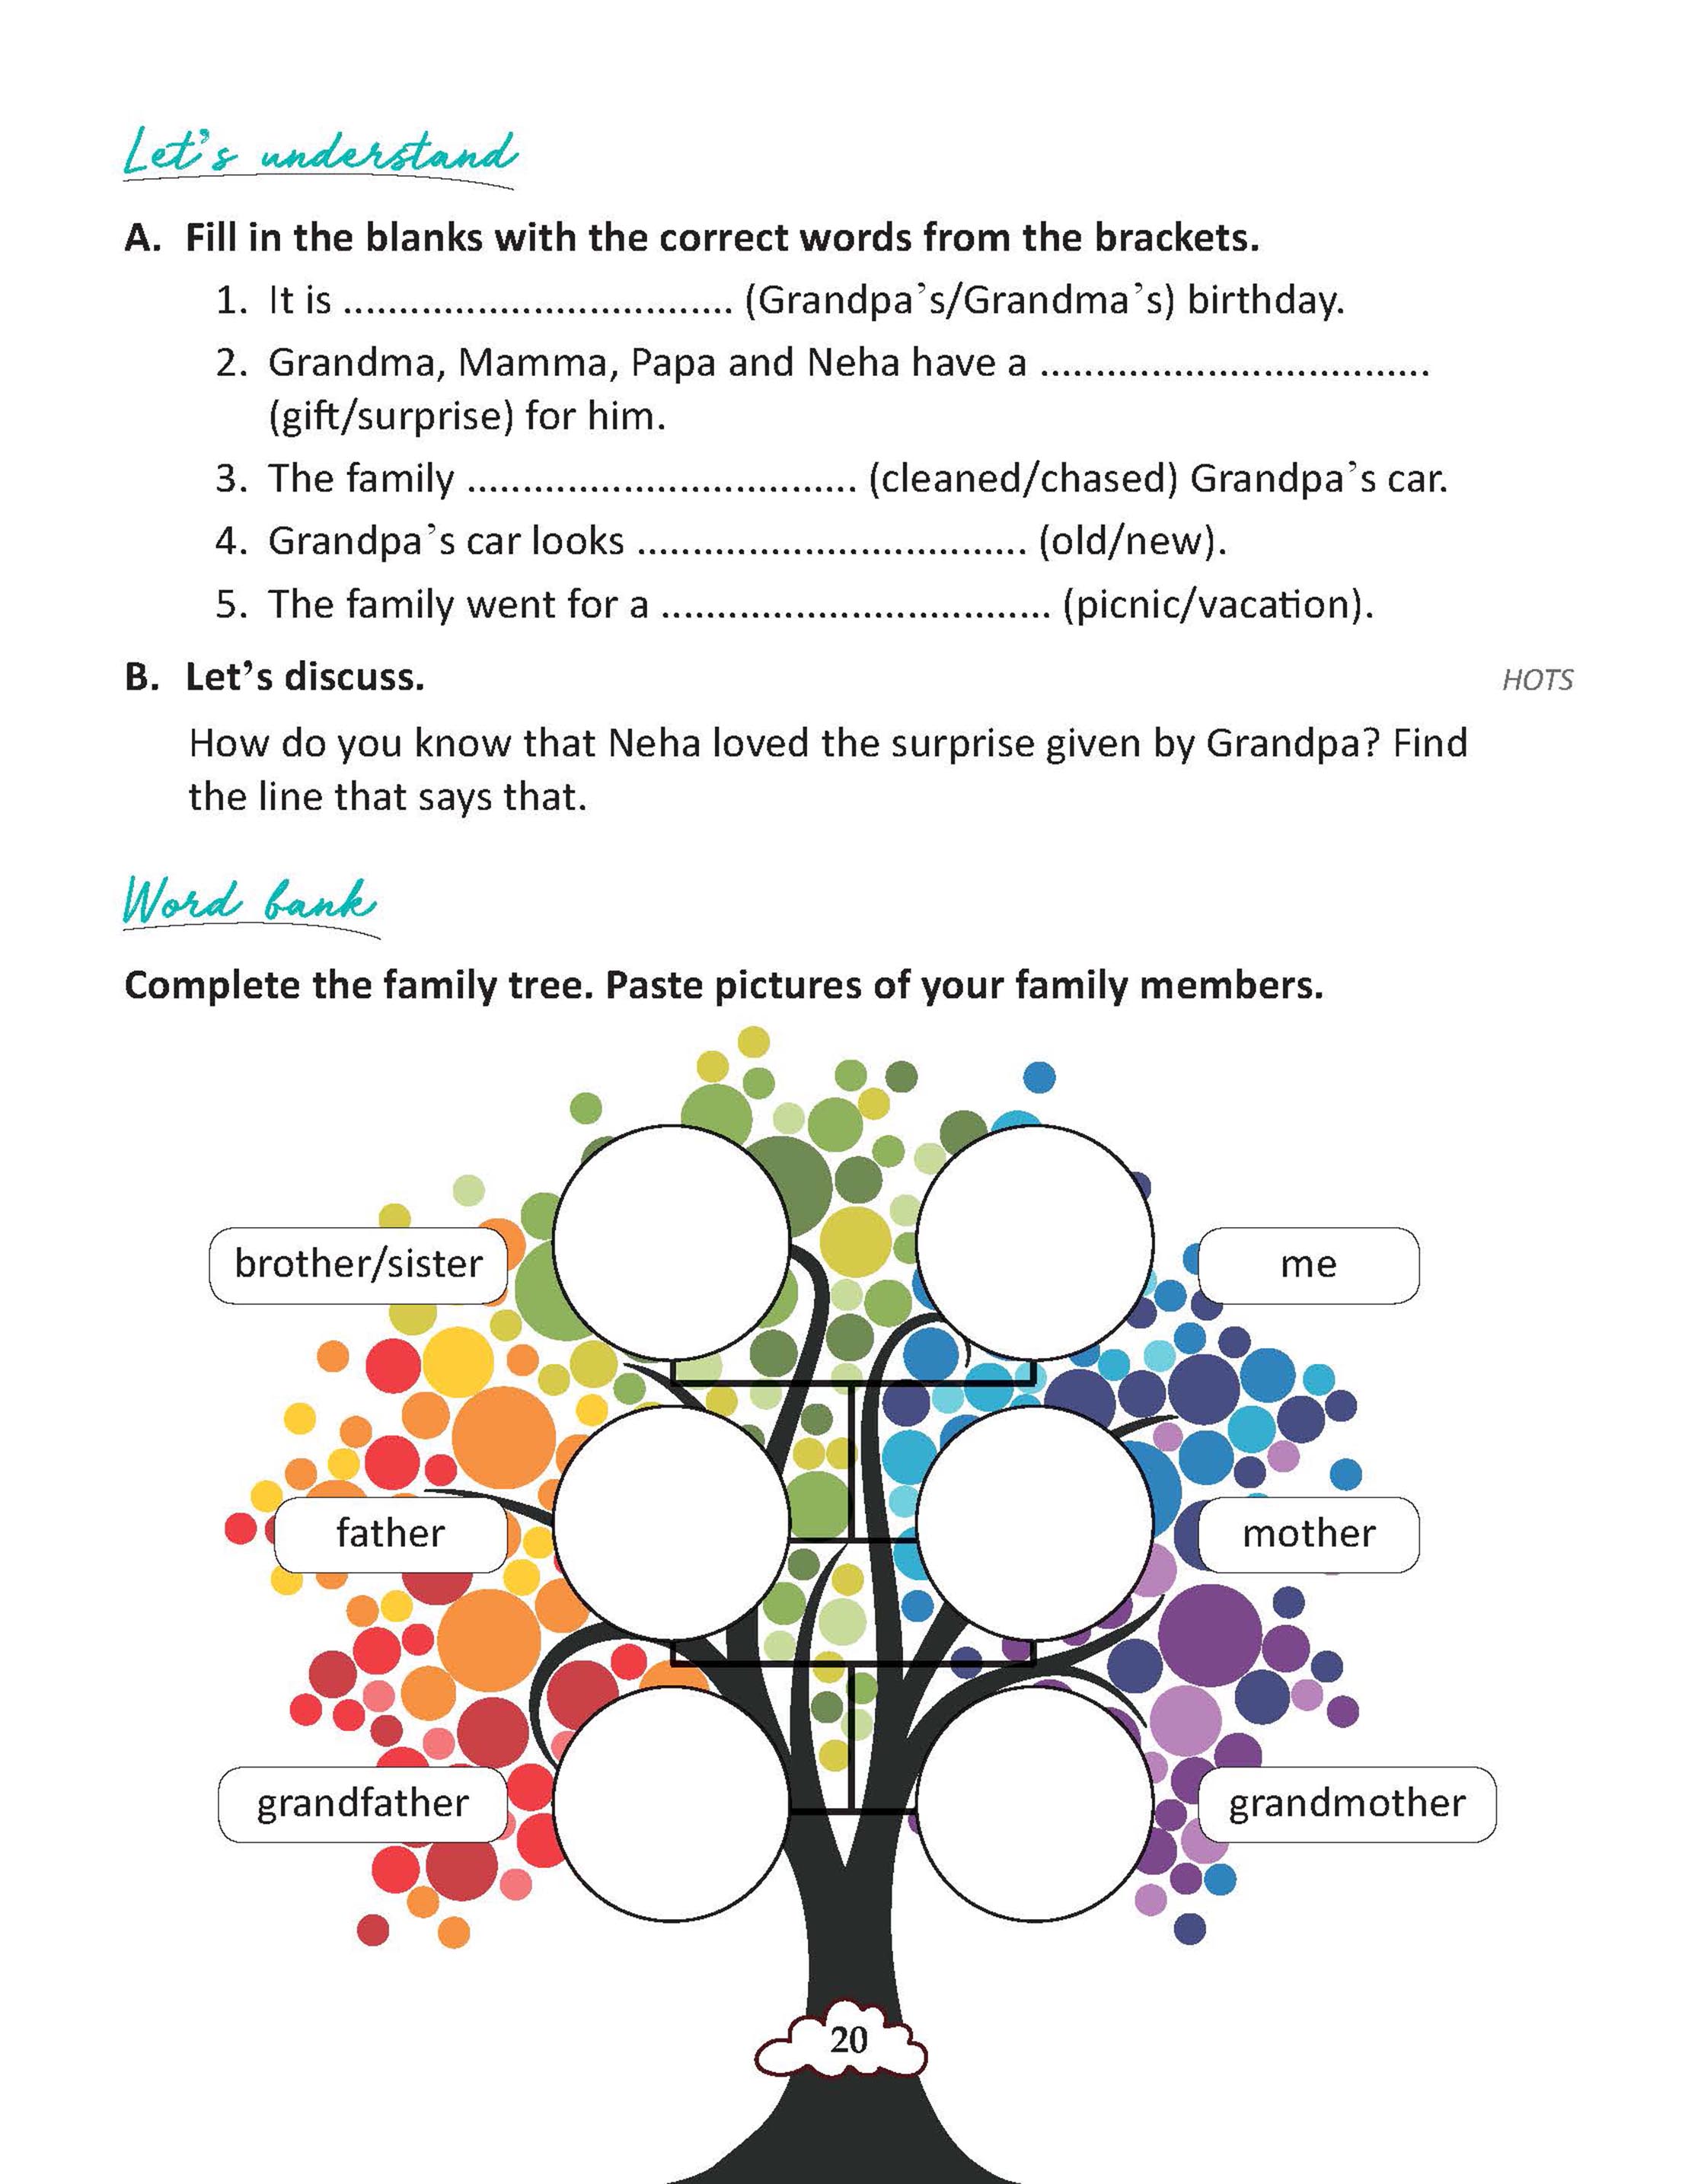 Let's understand
A. Fill in the blanks with the correct words from the brackets.
1. It is ................................... (Grandpa's/Grandma's) birthday.
2. Grandma, Mamma, Papa and Neha have a ...................................
(gift/surprise) for him.
3. The family ................................... (cleaned/chased) Grandpa's car.
4. Grandpa's car looks ................................... (old/new).
5. The family went for a ................................... (picnic/vacation).
B. Let's discuss. HOTS
How do you know that Neha loved the surprise given by Grandpa? Find
the line that says that.
Word bank
Complete the family tree. Paste pictures of your family members.
brother/sister
me
father
mother
grandfather
grandmother
20